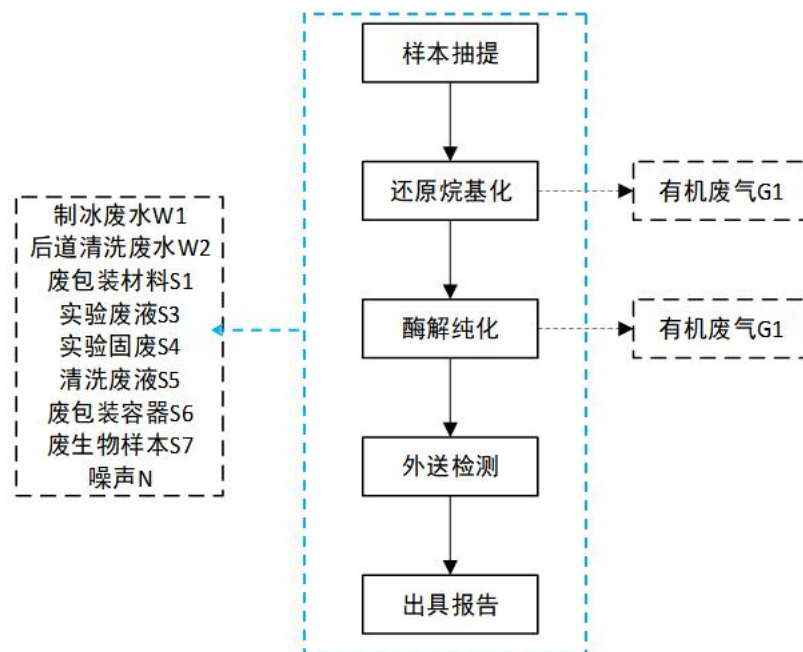 样本抽提
还原烷基化
有机废气G1
制冰废水W1
后道清洗废水W2
废包装材料S1
实验废液S3
实验固废S4
清洗废液S5
废包装容器S6
废生物样本S7
噪声N
酶解纯化
有机废气G1
外送检测
出具报告